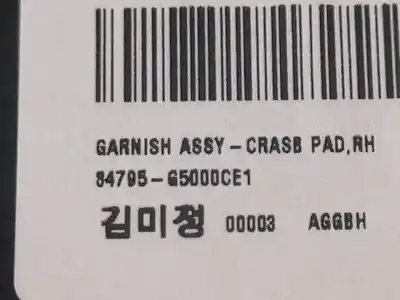 GARNISH ASSY-CRASB PAD,RH
84795-G5000CE1
김미정 00003 AGGBH